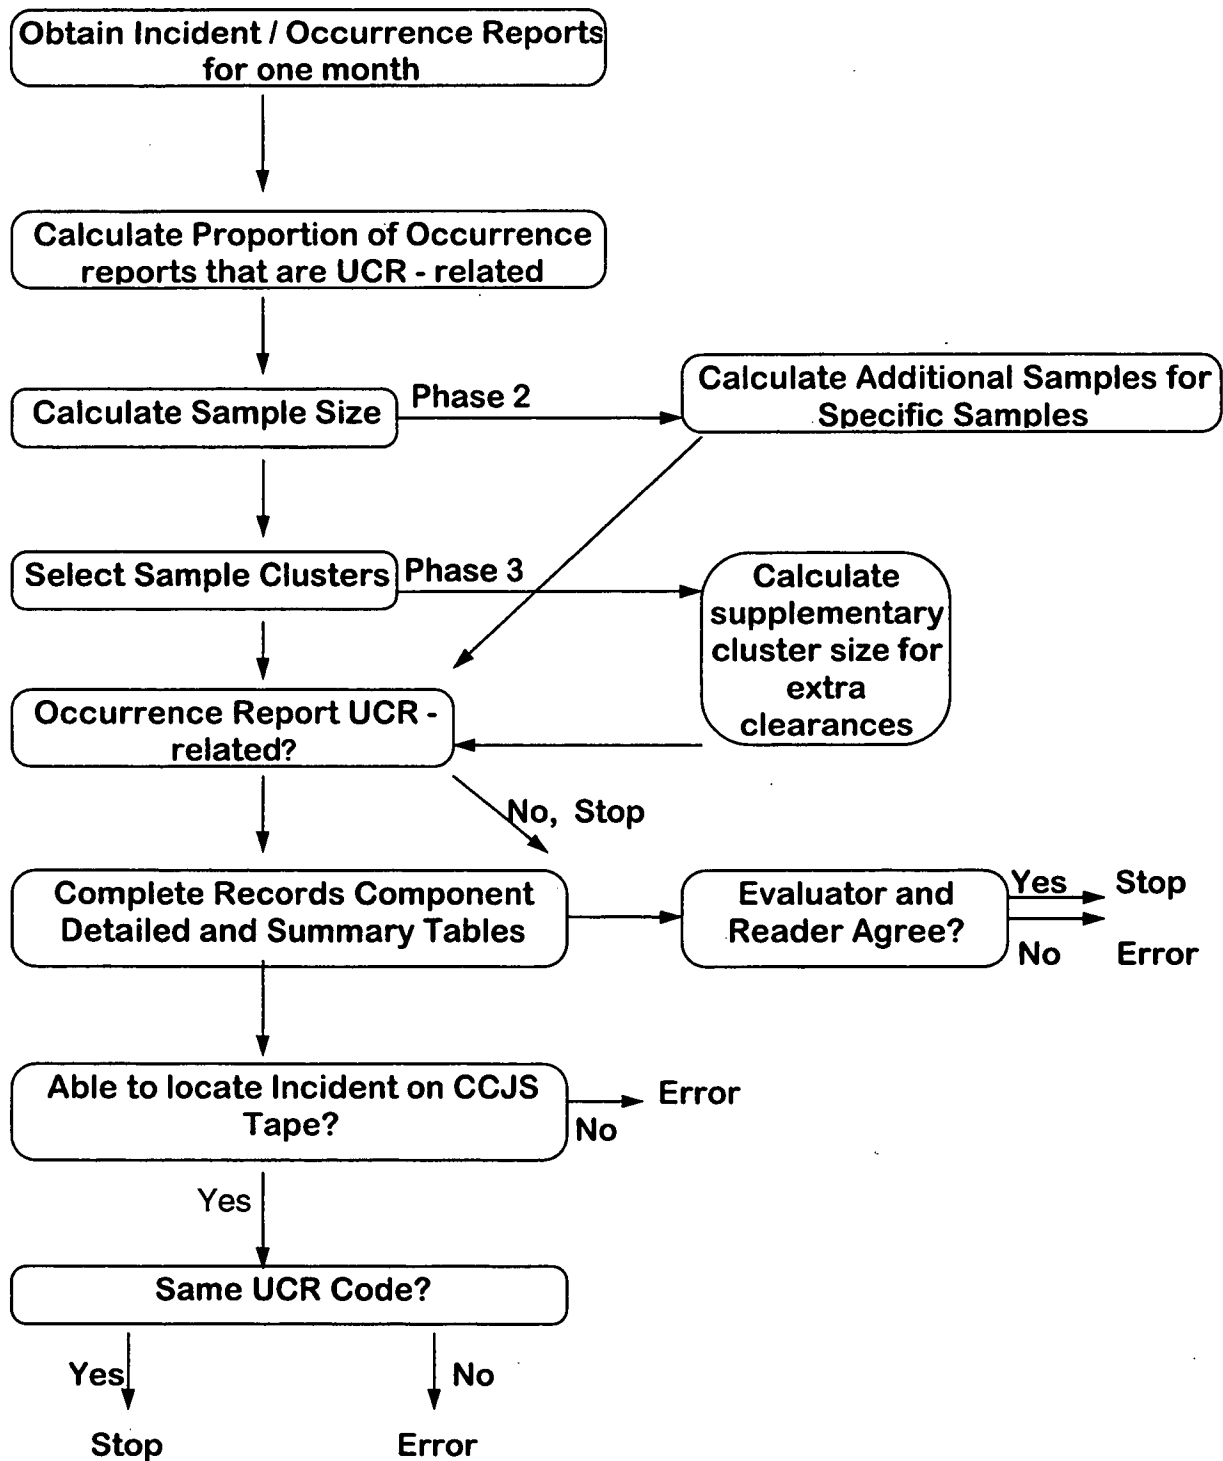 Obtain Incident / Occurrence Reports
for one month
Calculate Proportion of Occurrence
reports that are UCR - related
Calculate Sample Size
Phase 2
Calculate Additional Samples for
Specific Samples
Select Sample Clusters
Phase 3
Calculate
supplementary
cluster size for
extra
clearances
Occurrence Report UCR -
related?
No, Stop
Complete Records Component
Detailed and Summary Tables
Evaluator and
Reader Agree?
Yes Stop
No Error
Able to locate Incident on CCJS
Tape?
Error
No
Yes
Same UCR Code?
Yes No
Stop Error